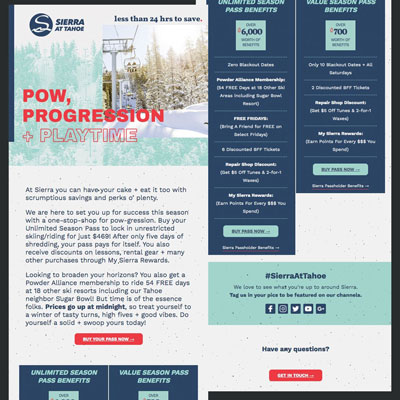 SIERRA
AT TAHOE
less than 24 hrs to save.
POW,
PROGRESSION
+ PLAYTIME
At Sierra you can have your cake + eat it too with
scrumptious savings and perks o' plenty.
We are here to set you up for success this season
with a one-stop-shop for pow-gression. Buy your
Unlimited Season Pass to lock in unrestricted
skiing/riding for just $469! After only five days of
shredding, your pass pays for itself. You also
receive discounts on lessons, rental gear + many
other purchases through My Sierra Rewards.
Looking to broaden your horizons? You also get a
Powder Alliance membership to ride 54 FREE days
at 18 other ski resorts including our Tahoe
neighbor Sugar Bowl! But time is of the essence
folks. Prices go up at midnight, so treat yourself to
a winter of tasty turns, high fives + good vibes. Do
yourself a solid + swoop yours today!
BUY YOUR PASS NOW →
UNLIMITED SEASON
PASS BENEFITS
VALUE SEASON PASS
BENEFITS
OVER
OVER
UNLIMITED SEASON
PASS BENEFITS
OVER
$6,000
WORTH OF
BENEFITS
Zero Blackout Dates
Powder Alliance Membership:
(54 FREE Days at 18 Other Ski
Areas Including Sugar Bowl
Resort)
FREE FRIDAYS:
(Bring A Friend for FREE on
Select Fridays)
6 Discounted BFF Tickets
Repair Shop Discount:
(Get $6 Off Tunes & 2-for-1
Waxes)
My Sierra Rewards:
(Earn Points For Every $$$ You
Spend)
BUY PASS NOW →
Sierra Passholder Benefits →
VALUE SEASON PASS
BENEFITS
OVER
$700
WORTH OF
BENEFITS
Only 10 Blackout Dates + All
Saturdays
2 Discounted BFF Tickets
Repair Shop Discount:
(Get $6 Off Tunes & 2-for-1
Waxes)
My Sierra Rewards:
(Earn Points For Every $$$ You
Spend)
BUY PASS NOW →
Sierra Passholder Benefits →
#SierraAtTahoe
We love to see what you're up to around Sierra.
Tag us in your pics to be featured on our channels.
Have any questions?
GET IN TOUCH →